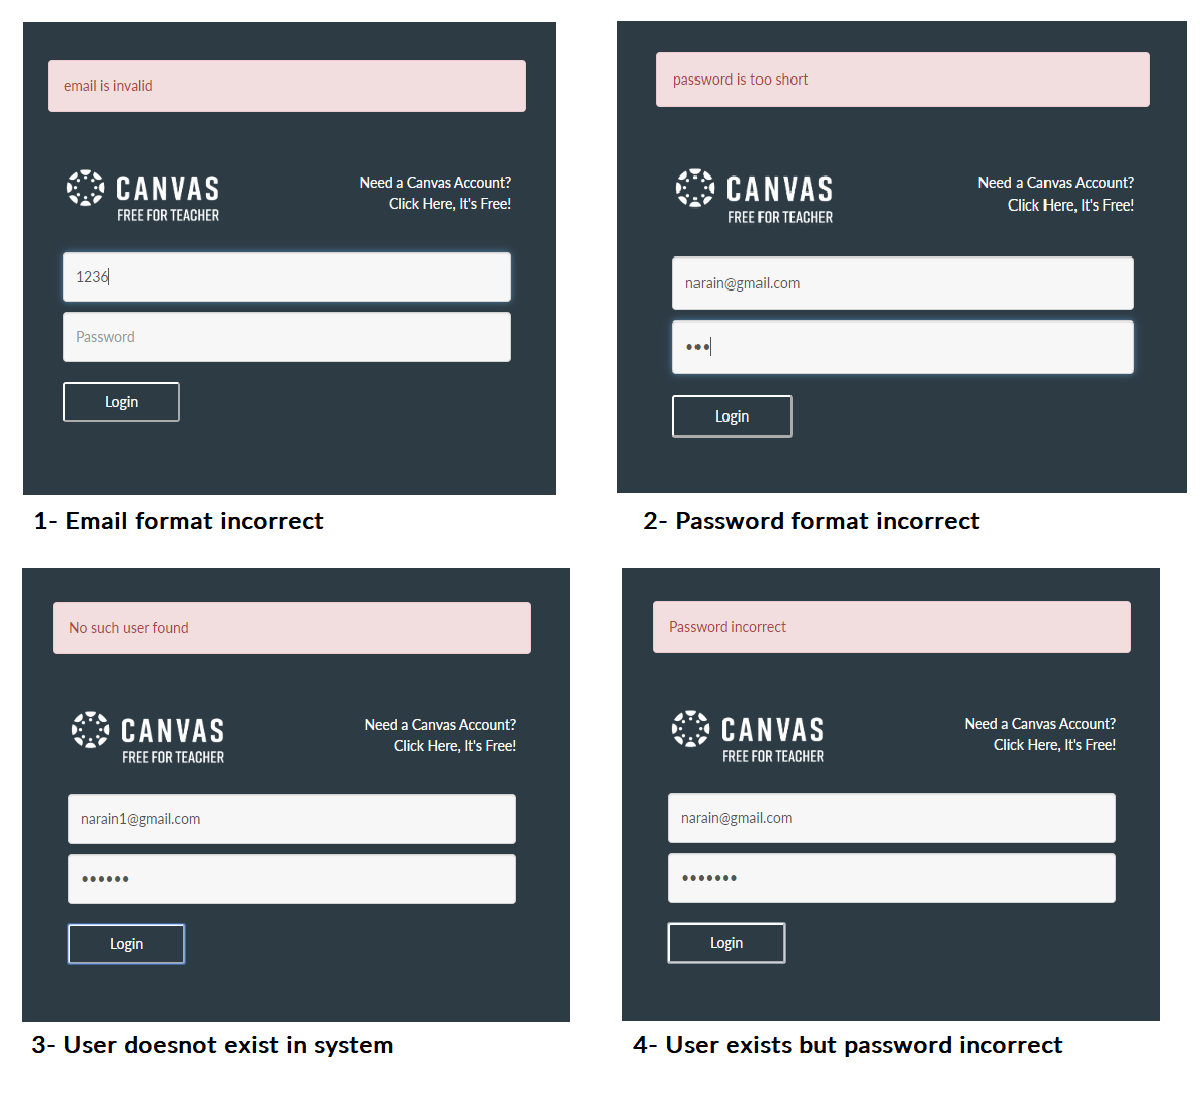 email is invalid
CANVAS
FREE FOR TEACHER
Need a Canvas Account?
Click Here, It's Free!
1236
Password
Login
1- Email format incorrect
password is too short
CANVAS
FREE FOR TEACHER
Need a Canvas Account?
Click Here, It's Free!
narain@gmail.com
•••
Login
2- Password format incorrect
No such user found
CANVAS
FREE FOR TEACHER
Need a Canvas Account?
Click Here, It's Free!
narain1@gmail.com
••••••
Login
3- User doesnot exist in system
Password incorrect
CANVAS
FREE FOR TEACHER
Need a Canvas Account?
Click Here, It's Free!
narain@gmail.com
•••••••
Login
4- User exists but password incorrect